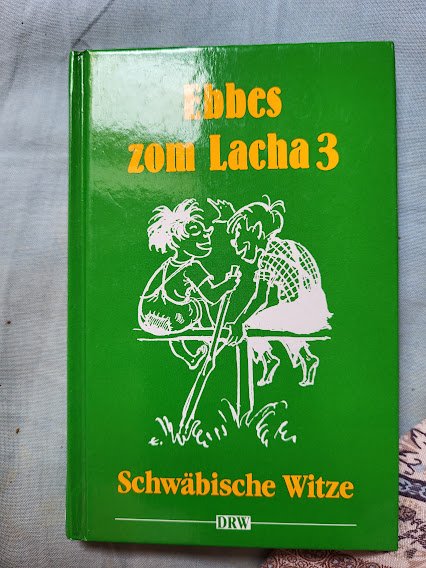 Ebbes
zom Lacha 3
Schwäbische Witze
DRW